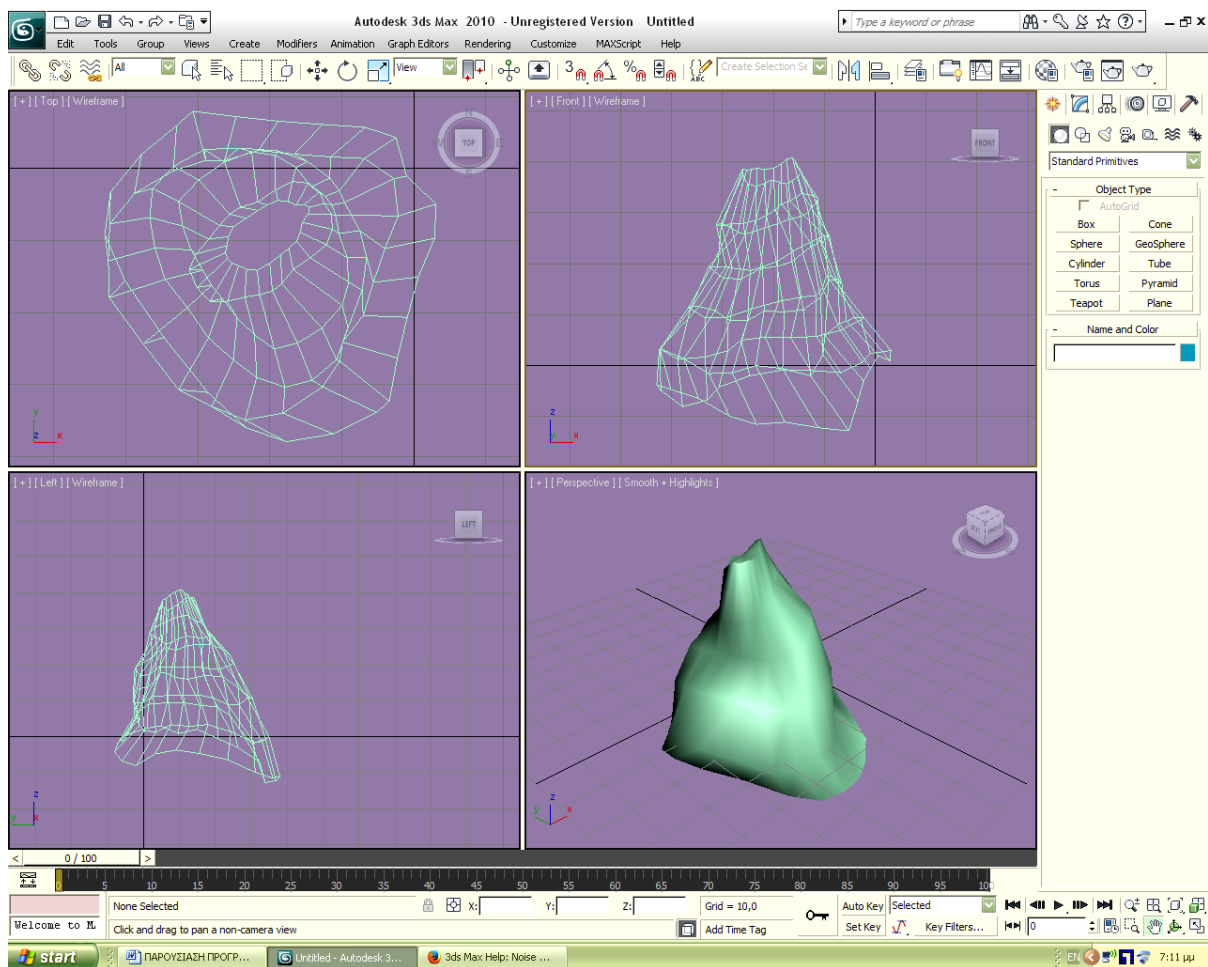 Autodesk 3ds Max 2010 - Unregistered Version Untitled
Type a keyword or phrase
Edit Tools Group Views Create Modifiers Animation Graph Editors Rendering Customize MAXScript Help
All View 3 % ABC Create Selection Se
[ + ] [ Top ] [ Wireframe ]
TOP
[ + ] [ Front ] [ Wireframe ]
FRONT
Standard Primitives
- Object Type
AutoGrid
Box Cone
Sphere GeoSphere
Cylinder Tube
Torus Pyramid
Teapot Plane
- Name and Color
y
z x
z
y x
[ + ] [ Left ] [ Wireframe ]
LEFT
[ + ] [ Perspective ] [ Smooth + Highlights ]
z
y x
z
y x
< 0 / 100 >
0 5 10 15 20 25 30 35 40 45 50 55 60 65 70 75 80 85 90 95 100
None Selected X: Y: Z: Grid = 10,0 Auto Key Selected
Welcome to M. Click and drag to pan a non-camera view Add Time Tag Set Key Key Filters... 0
start ΠΑΡΟΥΣΙΑΣΗ ΠΡΟΓΡ... Untitled - Autodesk 3... 3ds Max Help: Noise ... EN 7:11 μμ